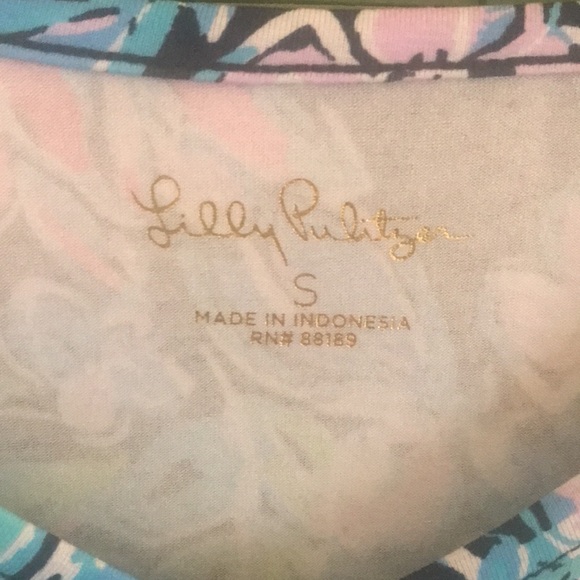 Lilly Pulitzer
S
MADE IN INDONESIA
RN# 88189